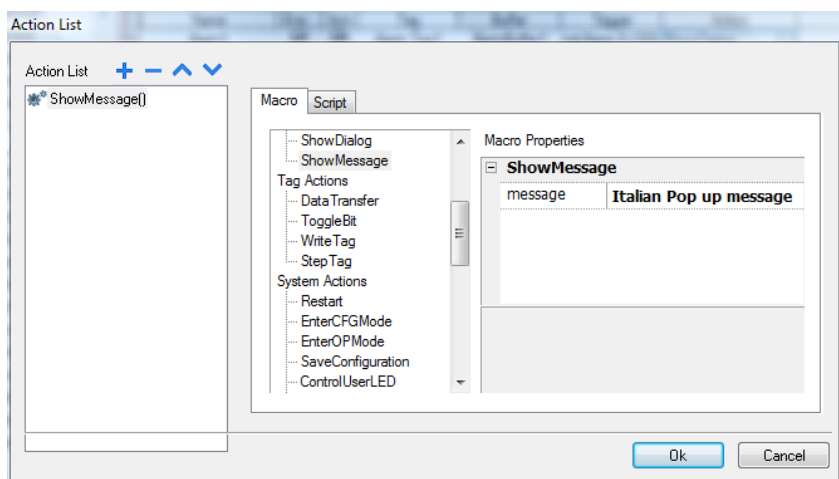 Action List
Action List
ShowMessage()
Macro Script
ShowDialog
ShowMessage
Tag Actions
DataTransfer
ToggleBit
WriteTag
StepTag
System Actions
Restart
EnterCFGMode
EnterOPMode
SaveConfiguration
ControlUserLED
Macro Properties
ShowMessage
message Italian Pop up message
Ok Cancel